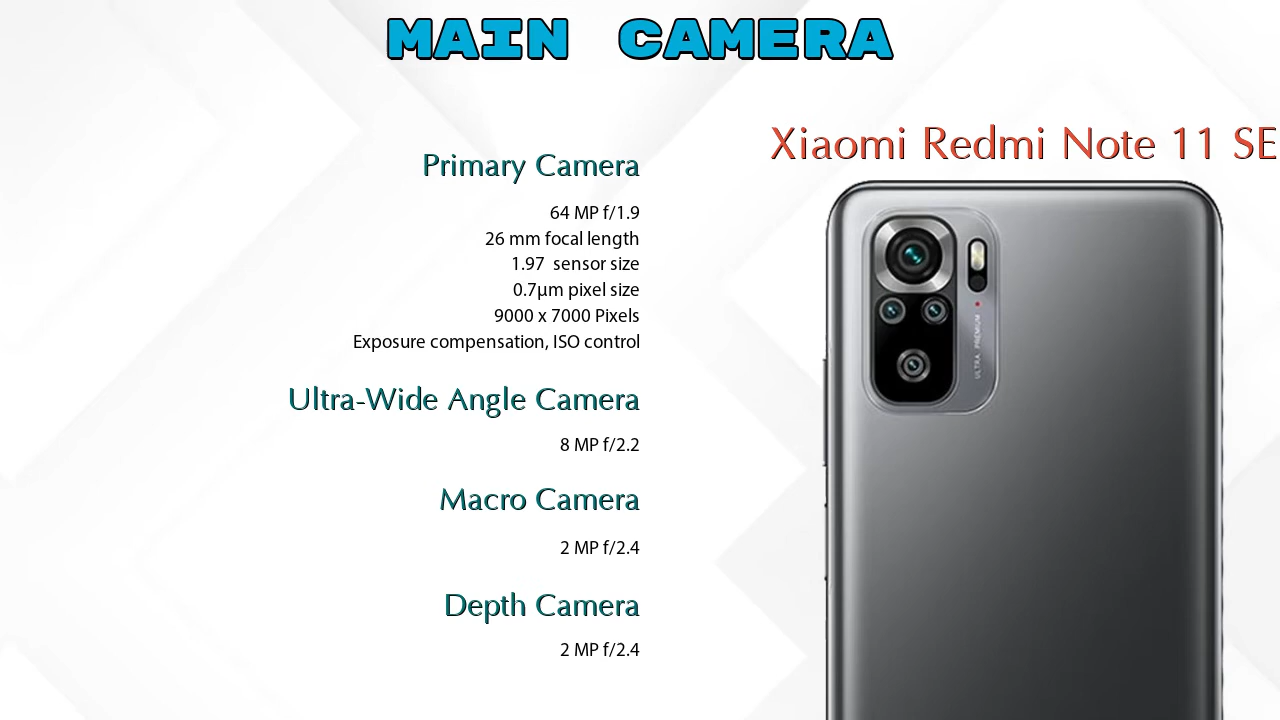 MAIN CAMERA
Xiaomi Redmi Note 11 SE
Primary Camera
64 MP f/1.9
26 mm focal length
1.97 sensor size
0.7µm pixel size
9000 x 7000 Pixels
Exposure compensation, ISO control
Ultra-Wide Angle Camera
8 MP f/2.2
Macro Camera
2 MP f/2.4
Depth Camera
2 MP f/2.4
ULTRA PREMIUM